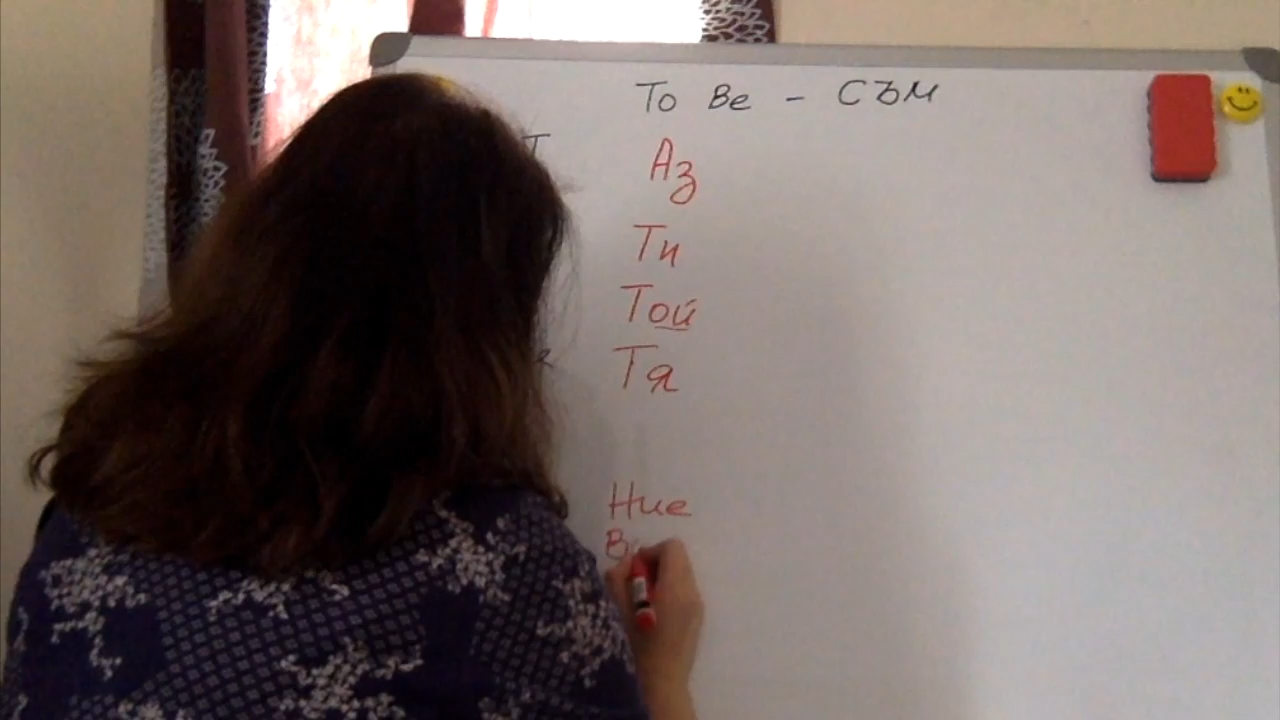 To Be - СЪМ
I Аз
Ти
Той
Тя
Ние